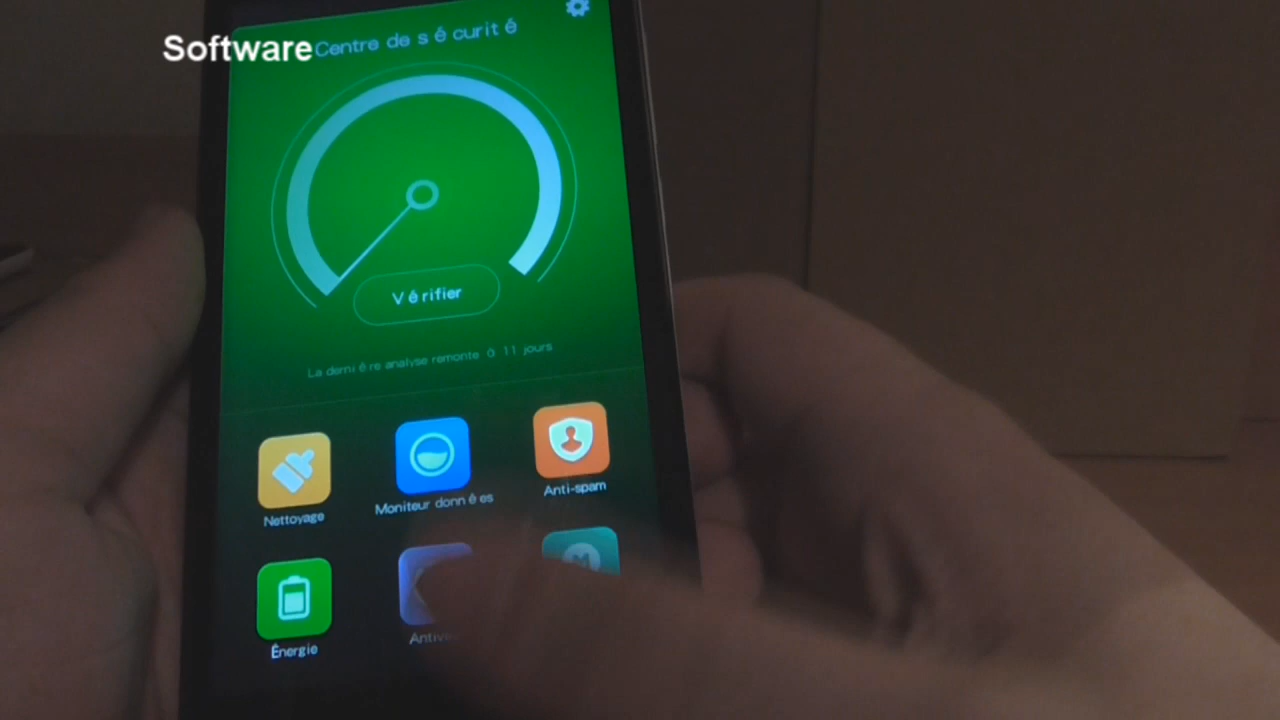 Software
Centre de s é curit é
V é rifier
La derni é re analyse remonte à 11 jours
Nettoyage
Moniteur donn é es
Anti-spam
Énergie